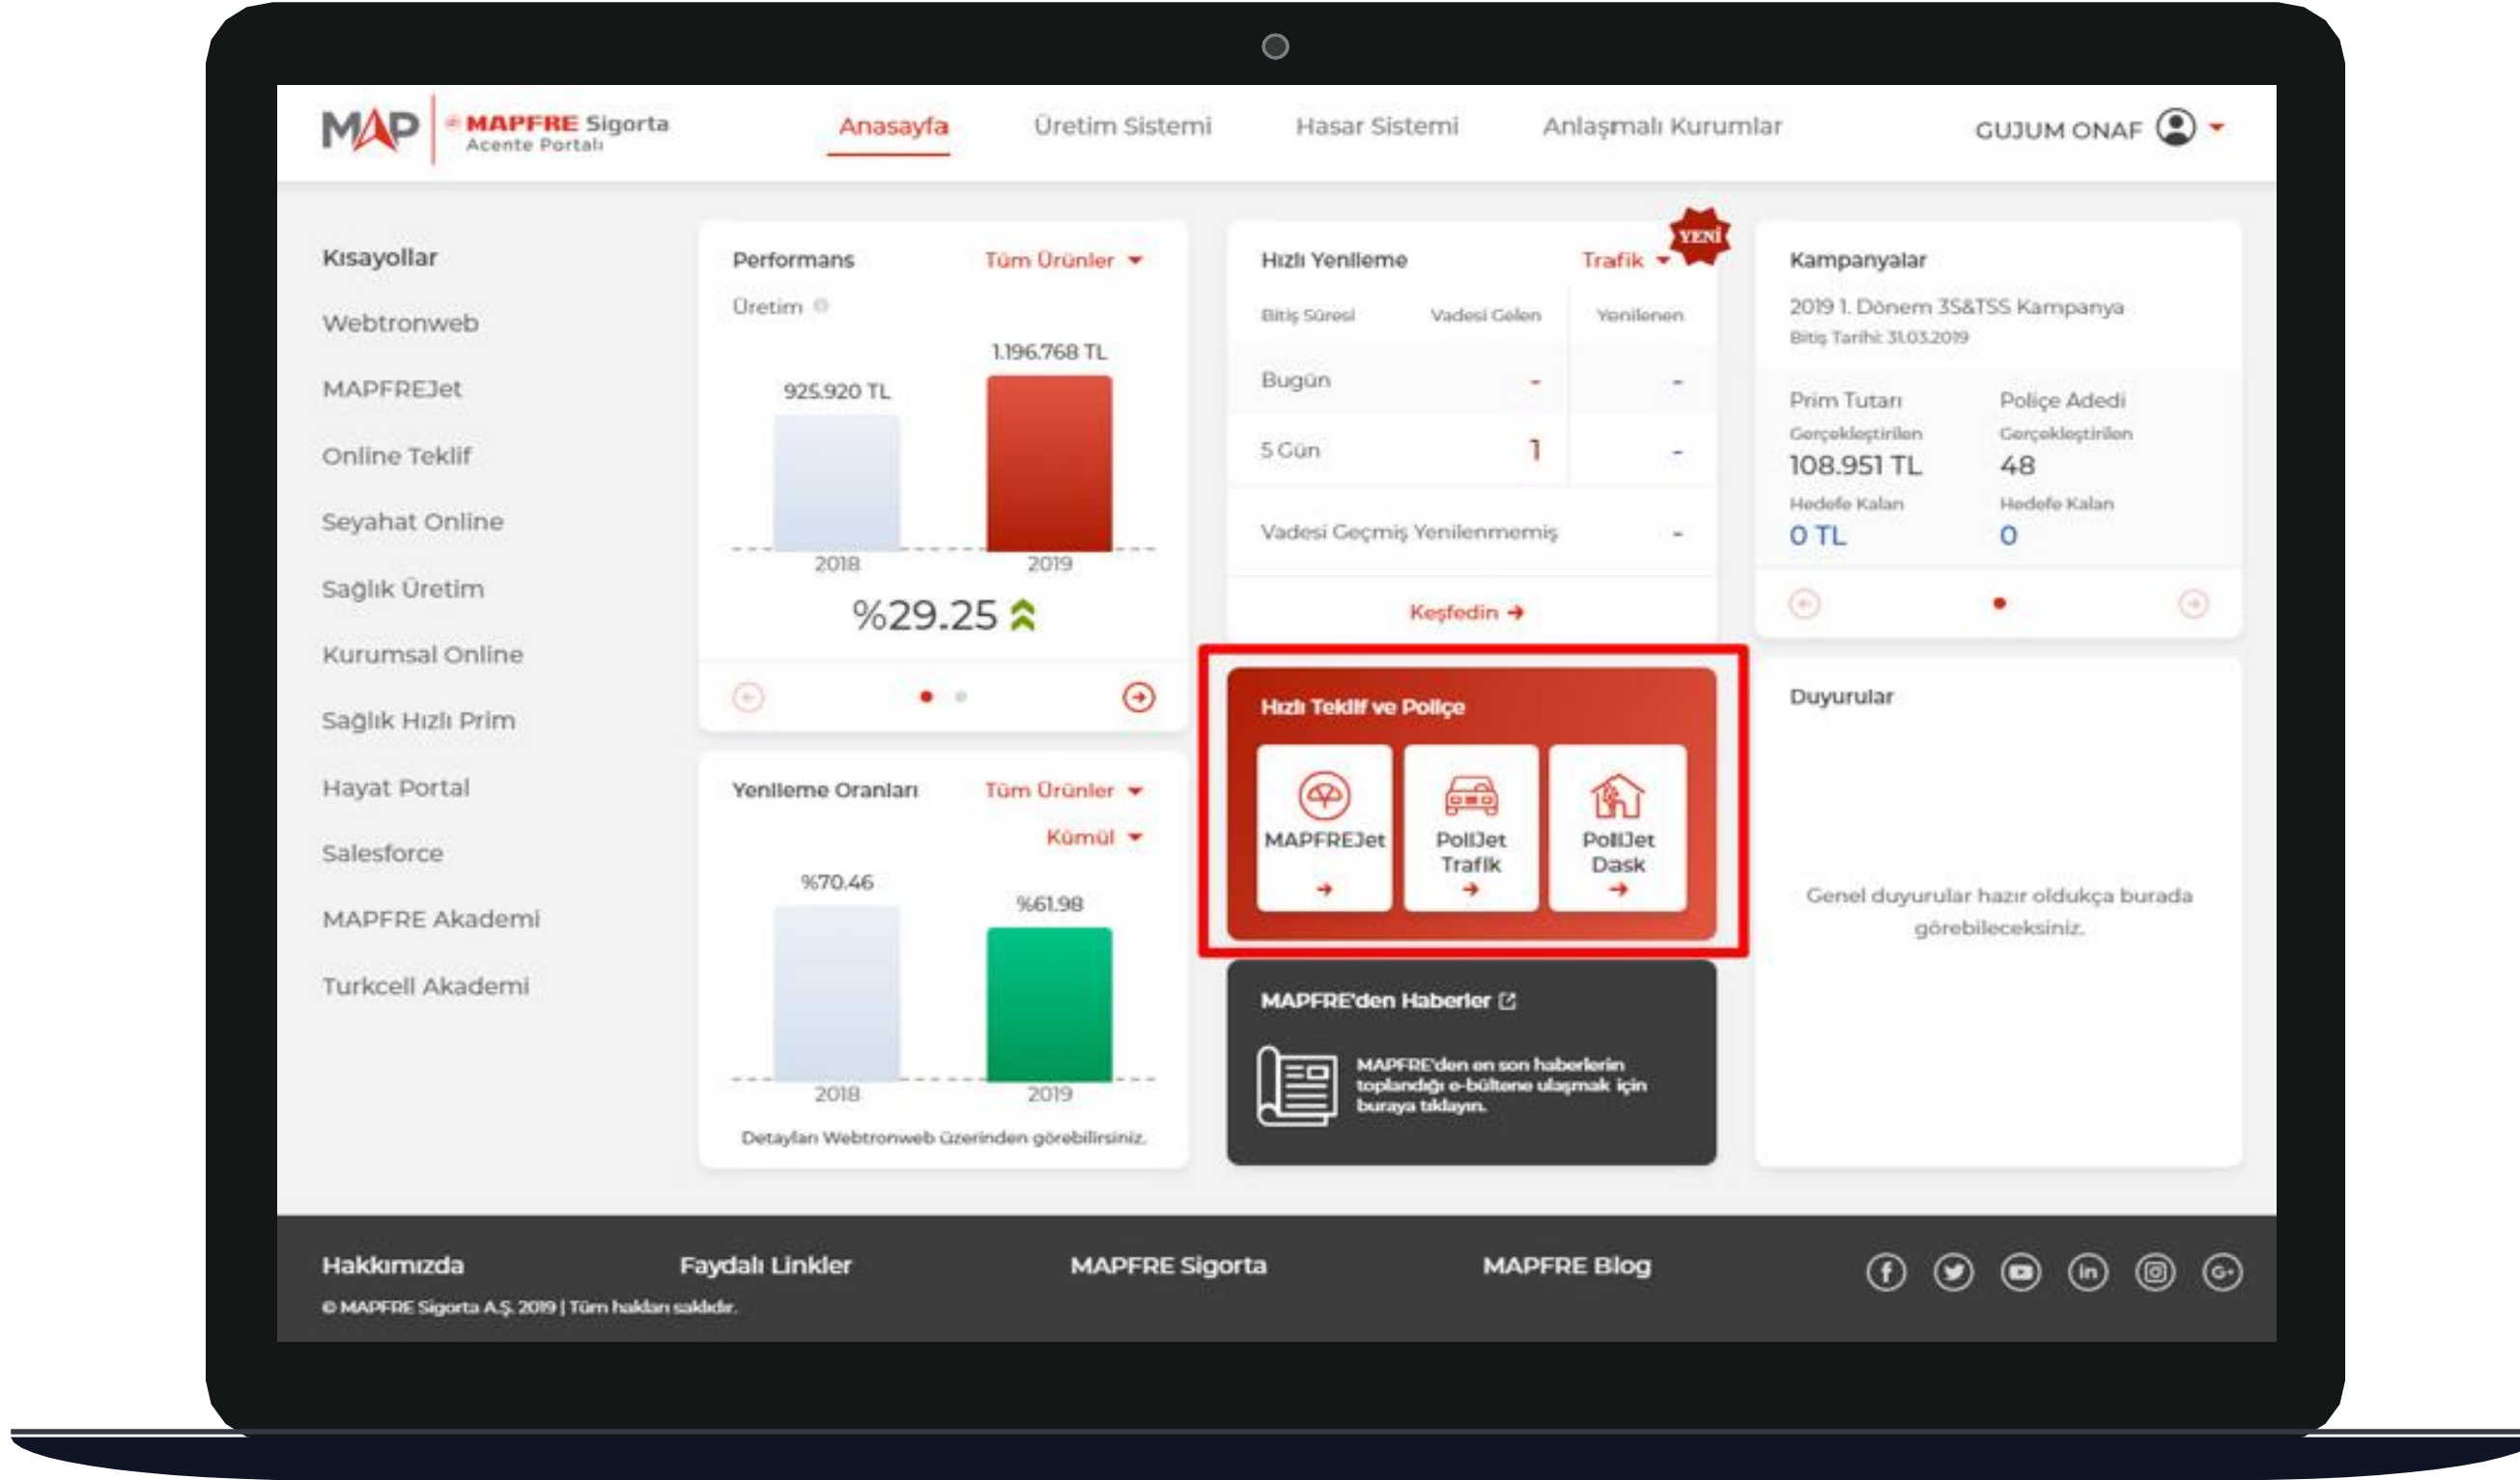 MAP
MAPFRE Sigorta
Acente Portalı
Anasayfa
Üretim Sistemi
Hasar Sistemi
Anlaşmalı Kurumlar
GUJUM ONAF
Kısayollar
Webtronweb
MAPFREJet
Online Teklif
Seyahat Online
Sağlık Üretim
Kurumsal Online
Sağlık Hızlı Prim
Hayat Portal
Salesforce
MAPFRE Akademi
Turkcell Akademi
Performans
Tüm Ürünler
Üretim
925.920 TL
1.196.768 TL
2018
2019
%29.25
Yenileme Oranları
Tüm Ürünler
Kümül
%70.46
%61.98
2018
2019
Detayları Webtronweb üzerinden görebilirsiniz.
Hızlı Yenileme
Trafik
YENİ
Bitiş Süresi
Vadesi Gelen
Yenilenen
Bugün - -
5 Gün 1 -
Vadesi Geçmiş Yenilenmemiş -
Keşfedin
Hızlı Teklif ve Poliçe
MAPFREJet
PoliJet
Trafik
PoliJet
Dask
MAPFRE'den Haberler
MAPFRE'den en son haberlerin
toplandığı e-bültene ulaşmak için
buraya tıklayın.
Kampanyalar
2019 1. Dönem 3S&TSS Kampanya
Bitiş Tarihi: 31.03.2019
Prim Tutarı
Gerçekleştirilen
108.951 TL
Hedefe Kalan
0 TL
Poliçe Adedi
Gerçekleştirilen
48
Hedefe Kalan
0
Duyurular
Genel duyurular hazır oldukça burada
görebileceksiniz.
Hakkımızda
Faydalı Linkler
MAPFRE Sigorta
MAPFRE Blog
f
in
G+
© MAPFRE Sigorta A.Ş. 2019 | Tüm hakları saklıdır.